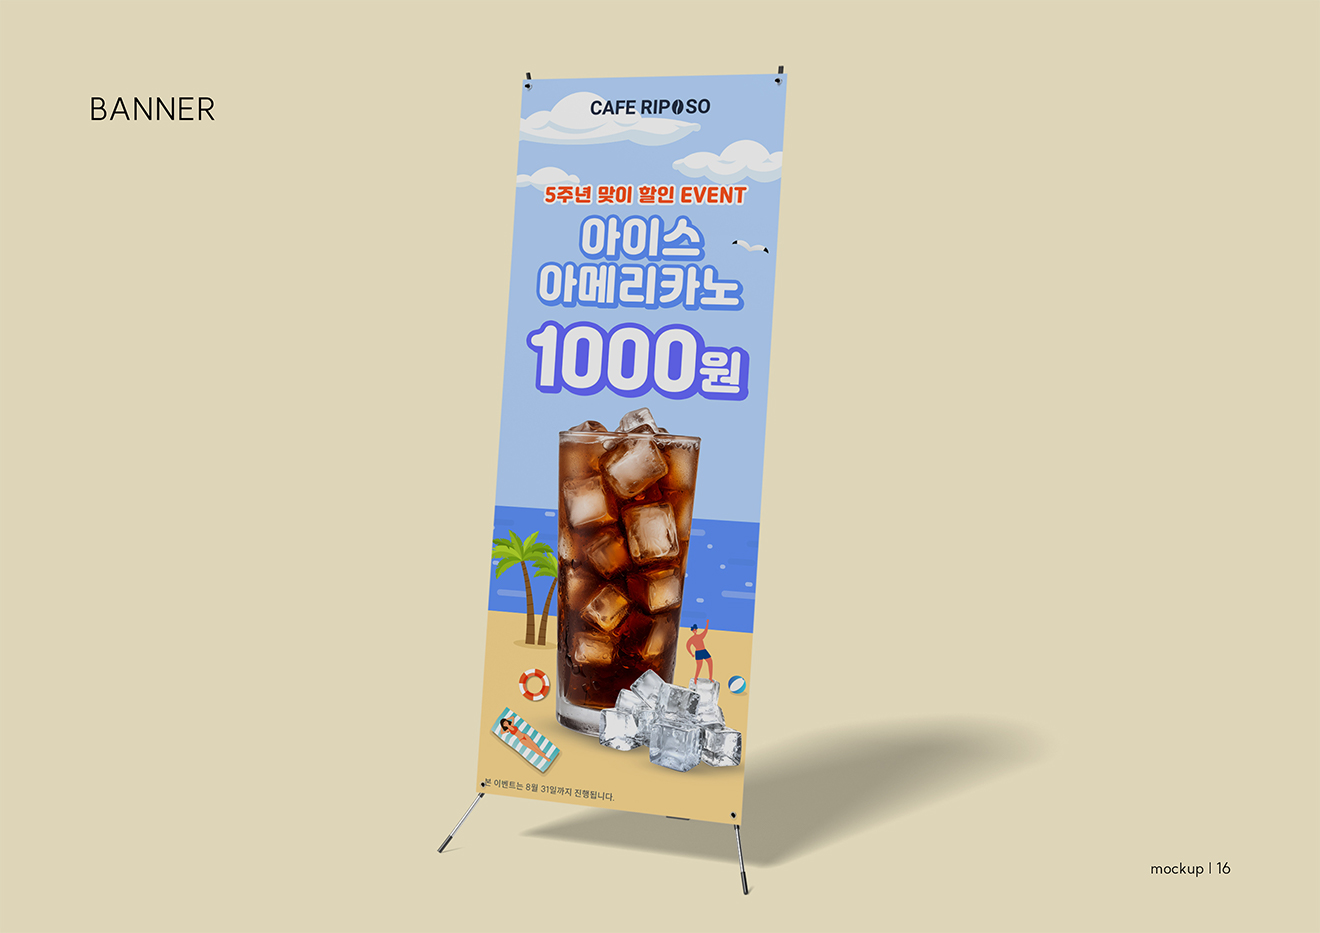 BANNER
CAFE RIPOSO
5주년 맞이 할인 EVENT
아이스
아메리카노
1000원
본 이벤트는 8월 31일까지 진행됩니다.
mockup | 16